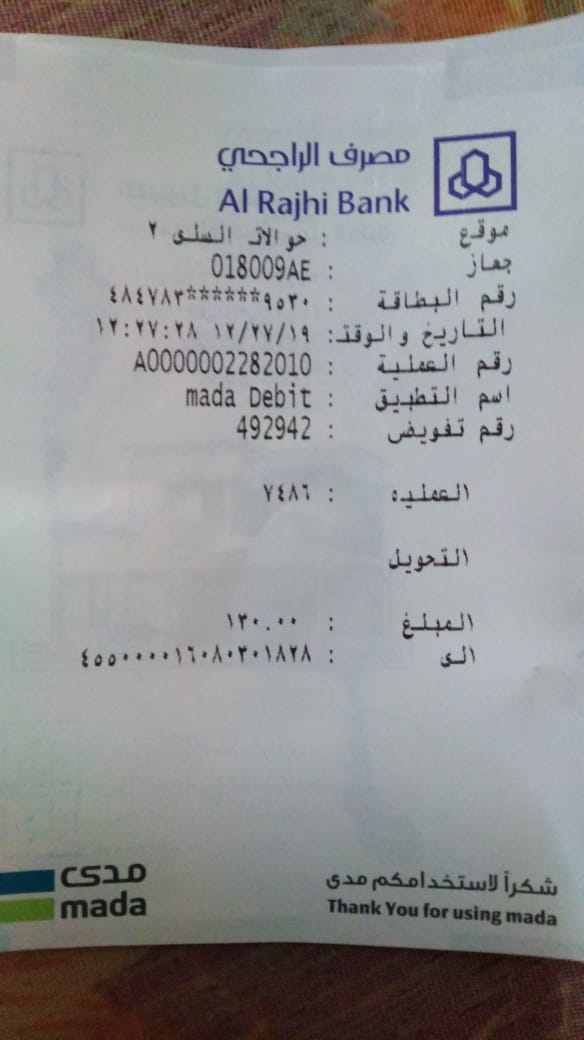 مصرف الراجحي
Al Rajhi Bank
موقع : حوالات السلى ٢
جهاز : 018009AE
رقم البطاقة : ٤٨٤٧٨٣******٩٥٣٠
التاريخ والوقت: ١٢/٢٧/١٩ ١٢:٢٧:٢٨
رقم العملية : A0000002282010
اسم التطبيق : mada Debit
رقم تفويض : 492942
العمليه : ٧٤٨٦
التحويل
المبلغ : ١٣٠.٠٠
الى : ٤٥٥٠٠٠٠١٦٠٨٠٣٠١٨٢٨
شكراً لاستخدامكم مدى
Thank You for using mada
مدى
mada